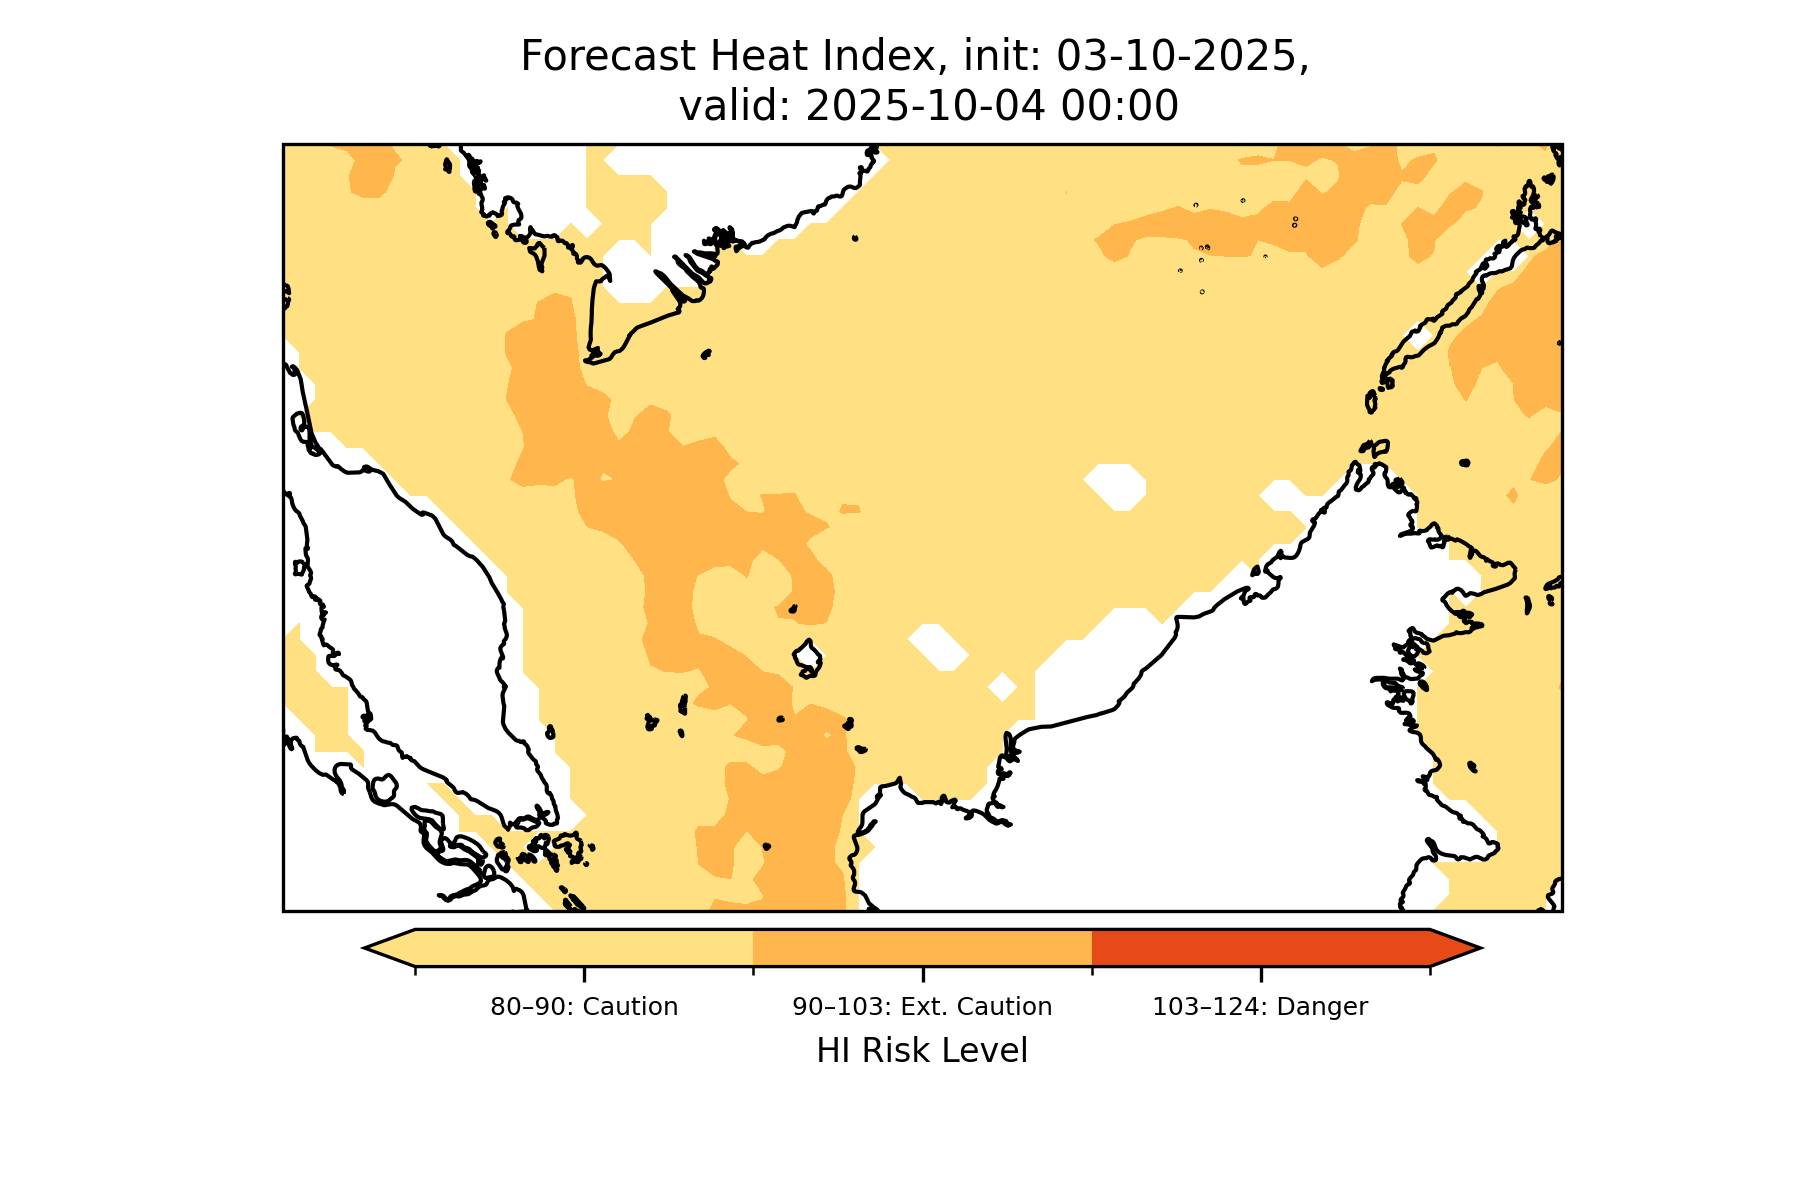 Forecast Heat Index, init: 03-10-2025,
valid: 2025-10-04 00:00
80–90: Caution
90–103: Ext. Caution
103–124: Danger
HI Risk Level